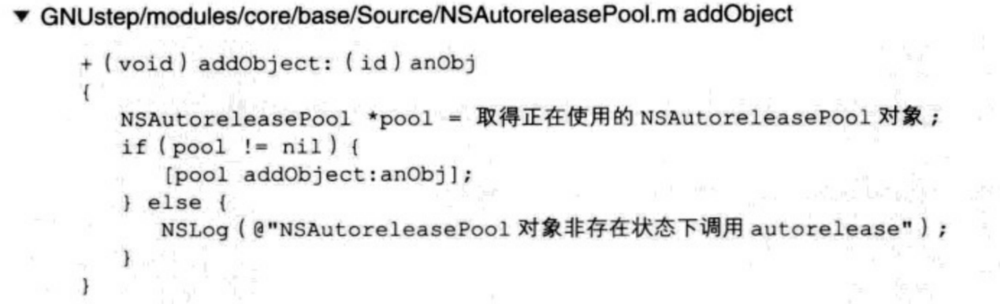 ▼ GNUstep/modules/core/base/Source/NSAutoreleasePool.m addObject
+ (void) addObject: (id) anObj
{
NSAutoreleasePool *pool = 取得正在使用的 NSAutoreleasePool 对象;
if (pool != nil) {
[pool addObject:anObj];
} else {
NSLog (@"NSAutoreleasePool 对象非存在状态下调用 autorelease");
}
}